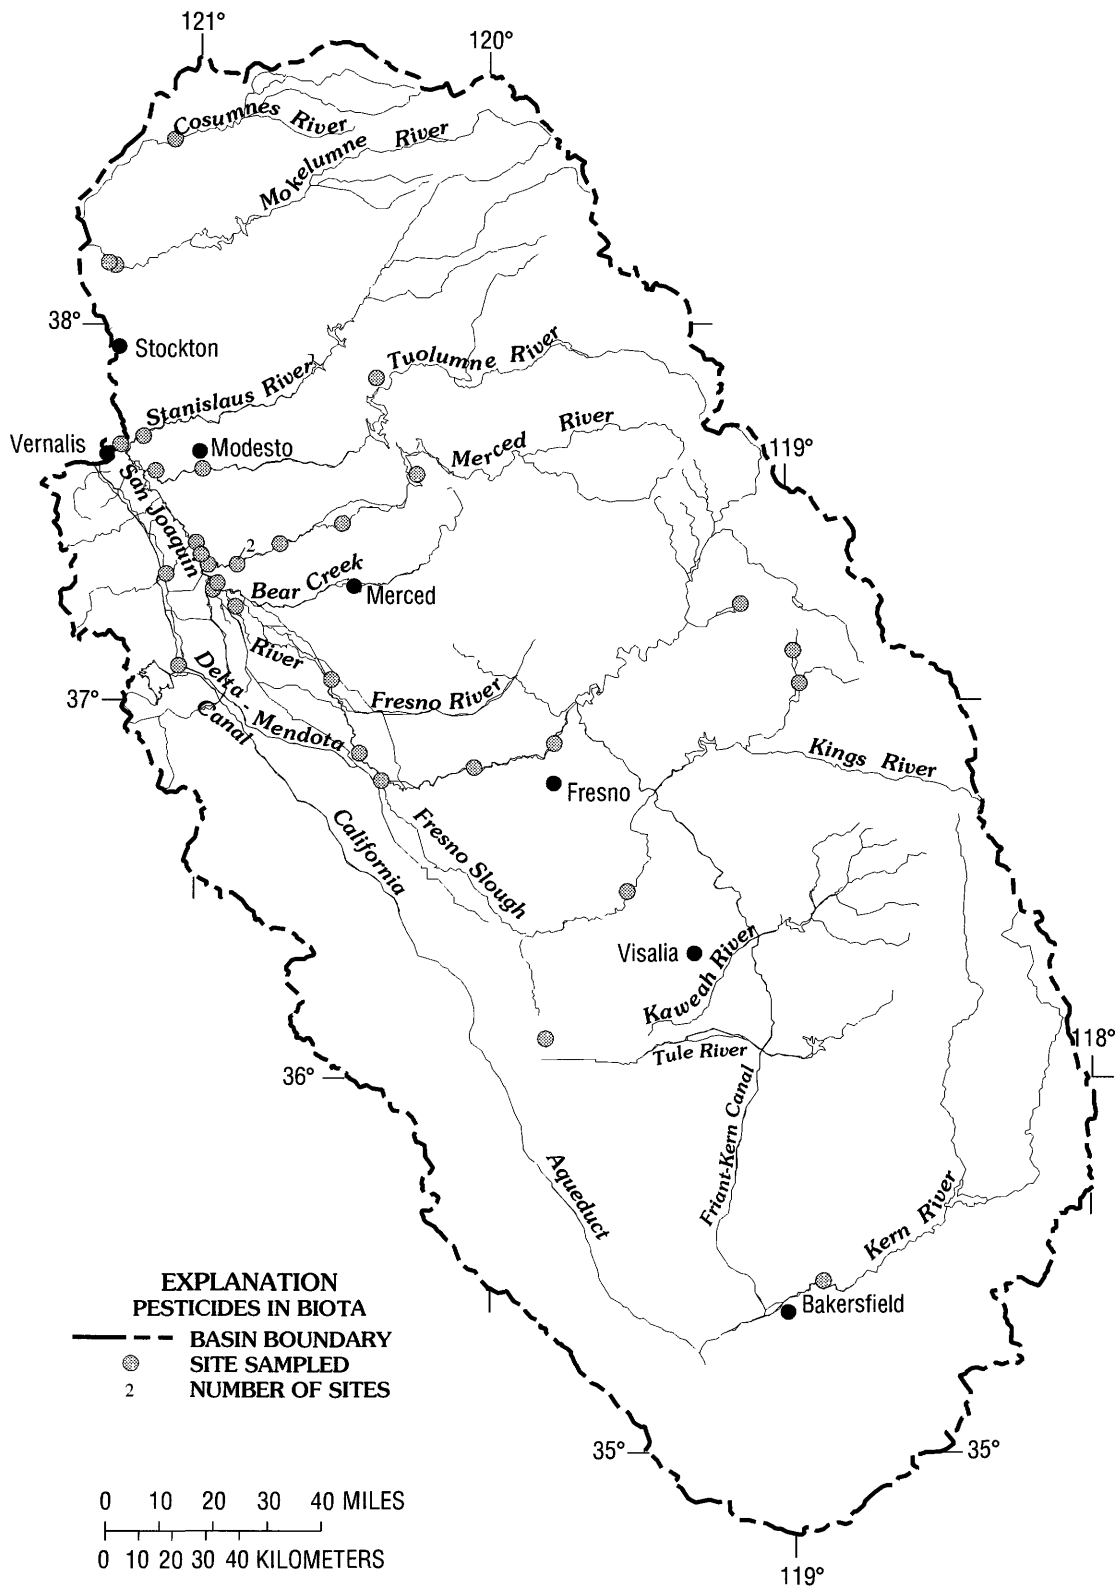 121°
120°
Cosumnes River
Mokelumne River
38°
Stockton
Tuolumne River
Stanislaus River
Merced River
Vernalis
Modesto
119°
San Joaquin
2
Bear Creek
Merced
River
Delta - Mendota
Canal
37°
Fresno River
Kings River
Fresno
California
Fresno Slough
Visalia
Kaweah River
Tule River
118°
36°
Friant-Kern Canal
Aqueduct
Kern River
Bakersfield
EXPLANATION
PESTICIDES IN BIOTA
BASIN BOUNDARY
SITE SAMPLED
2 NUMBER OF SITES
35°
35°
0 10 20 30 40 MILES
0 10 20 30 40 KILOMETERS
119°